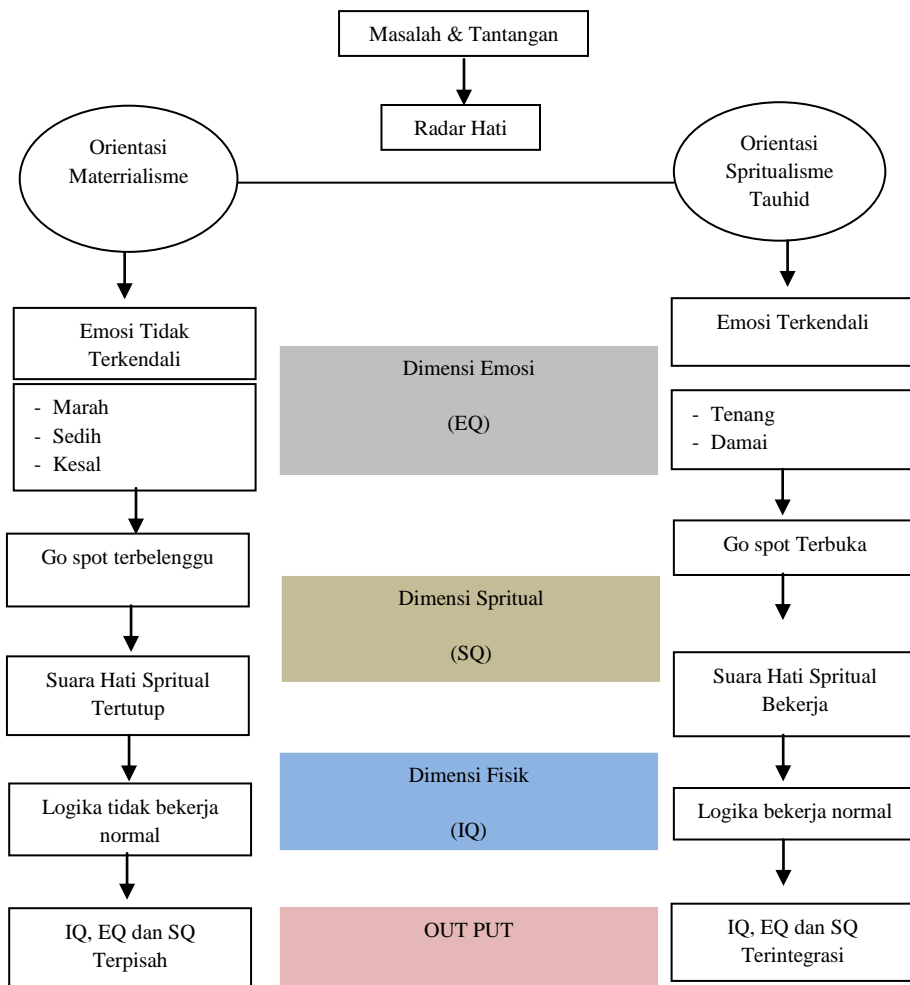 Masalah & Tantangan
Radar Hati
Orientasi
Materrialisme
Orientasi
Spritualisme
Tauhid
Emosi Tidak
Terkendali
- Marah
- Sedih
- Kesal
Dimensi Emosi
(EQ)
Emosi Terkendali
- Tenang
- Damai
Go spot terbelenggu
Go spot Terbuka
Dimensi Spritual
(SQ)
Suara Hati Spritual
Tertutup
Suara Hati Spritual
Bekerja
Dimensi Fisik
(IQ)
Logika tidak bekerja
normal
Logika bekerja normal
IQ, EQ dan SQ
Terpisah
OUT PUT
IQ, EQ dan SQ
Terintegrasi